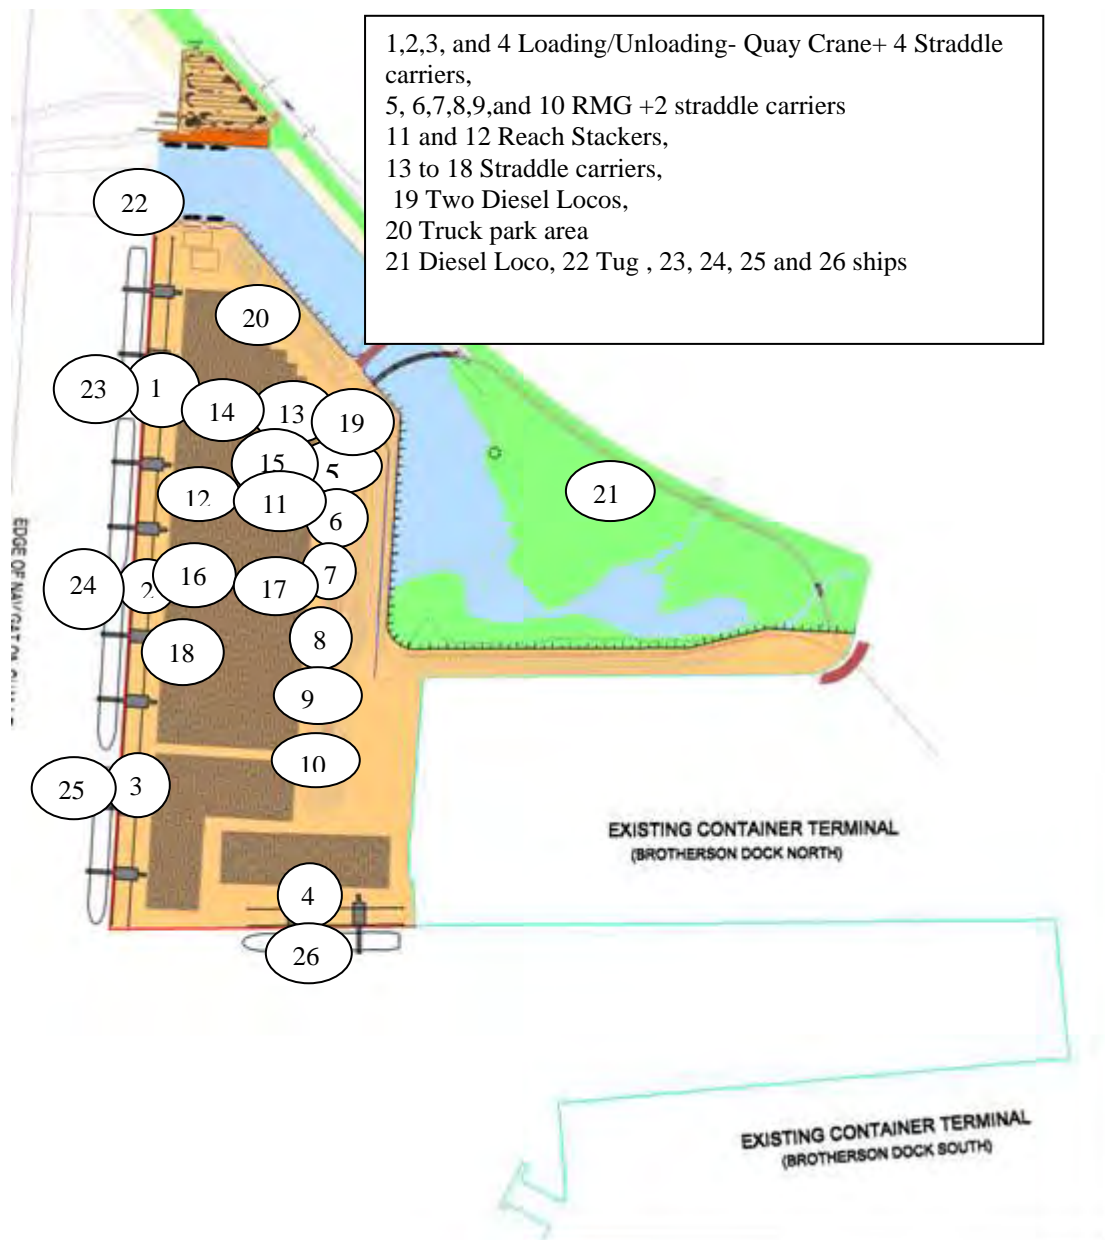 1,2,3, and 4 Loading/Unloading- Quay Crane+ 4 Straddle
carriers,
5, 6,7,8,9,and 10 RMG +2 straddle carriers
11 and 12 Reach Stackers,
13 to 18 Straddle carriers,
19 Two Diesel Locos,
20 Truck park area
21 Diesel Loco, 22 Tug , 23, 24, 25 and 26 ships
22
20
23
1
14
13
19
15
5
12
11
21
6
24
2
16
17
7
8
18
9
10
25
3
4
26
EDGE OF
EXISTING CONTAINER TERMINAL
(BROTHERSON DOCK NORTH)
EXISTING CONTAINER TERMINAL
(BROTHERSON DOCK SOUTH)